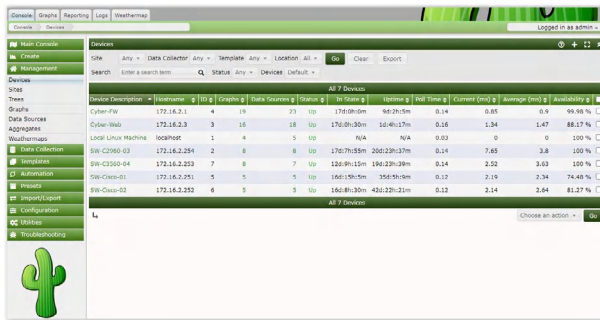 Console Graphs Reporting Logs Weathermap
Console Devices Logged in as admin
Main Console
Create
Management
Devices
Sites
Trees
Graphs
Data Sources
Aggregates
Weathermaps
Data Collection
Templates
Automation
Presets
Import/Export
Configuration
Utilities
Troubleshooting
Devices
Site Any Data Collector Any Template Any Location All Go Clear Export
Search Enter a search term Status Any Devices Default
All 7 Devices
Device Description Hostname ID Graphs Data Sources Status In State Uptime Poll Time Current (ms) Average (ms) Availability
Cyber-FW 172.16.2.1 4 19 23 Up 17d:0h:0m 9d:2h:5m 0.14 0.85 0.9 99.98 %
Cyber-Web 172.16.2.3 3 16 18 Up 17d:0h:30m 1d:4h:17m 0.16 1.34 1.47 88.17 %
Local Linux Machine localhost 1 4 5 Up N/A N/A 0.03 0 0 100 %
SW-C2960-03 172.16.2.254 2 8 8 Up 17d:7h:55m 20d:23h:37m 0.14 7.65 3.8 100 %
SW-C3560-04 172.16.2.253 7 8 7 Up 12d:9h:15m 19d:23h:39m 0.14 2.52 3.63 100 %
SW-Cisco-01 172.16.2.251 5 5 5 Up 16d:15h:5m 35d:5h:9m 0.12 2.19 2.34 74.48 %
SW-Cisco-02 172.16.2.252 6 5 5 Up 16d:8h:30m 42d:22h:21m 0.12 2.14 2.64 81.27 %
All 7 Devices
Choose an action Go